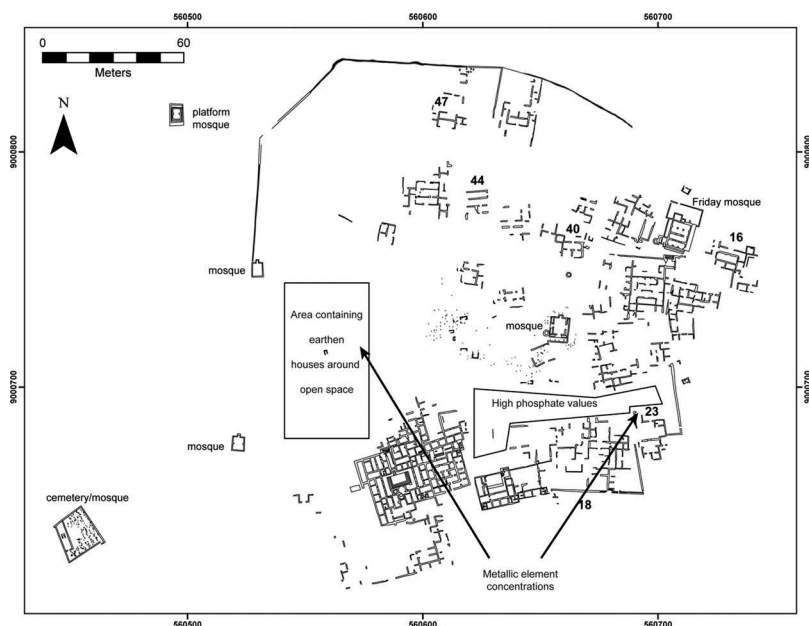 560500 560600 560700
0 60
Meters
N
platform
mosque
47
9000800 9000800
44
Friday mosque
40
16
mosque
Area containing
earthen
houses around
open space
mosque
9000700 9000700
High phosphate values
23
mosque
cemetery/mosque
18
Metallic element
concentrations
560500 560600 560700